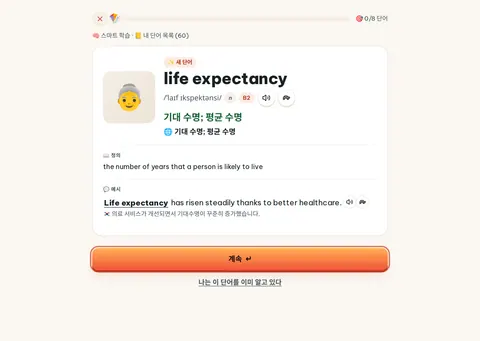 0/8 단어
스마트 학습 · 내 단어 목록 (60)
새 단어
life expectancy
/ˈlaɪf ɪkspektənsi/ n B2
기대 수명; 평균 수명
기대 수명; 평균 수명
정의
the number of years that a person is likely to live
예시
Life expectancy has risen steadily thanks to better healthcare.
의료 서비스가 개선되면서 기대수명이 꾸준히 증가했습니다.
계속 ↵
나는 이 단어를 이미 알고 있다